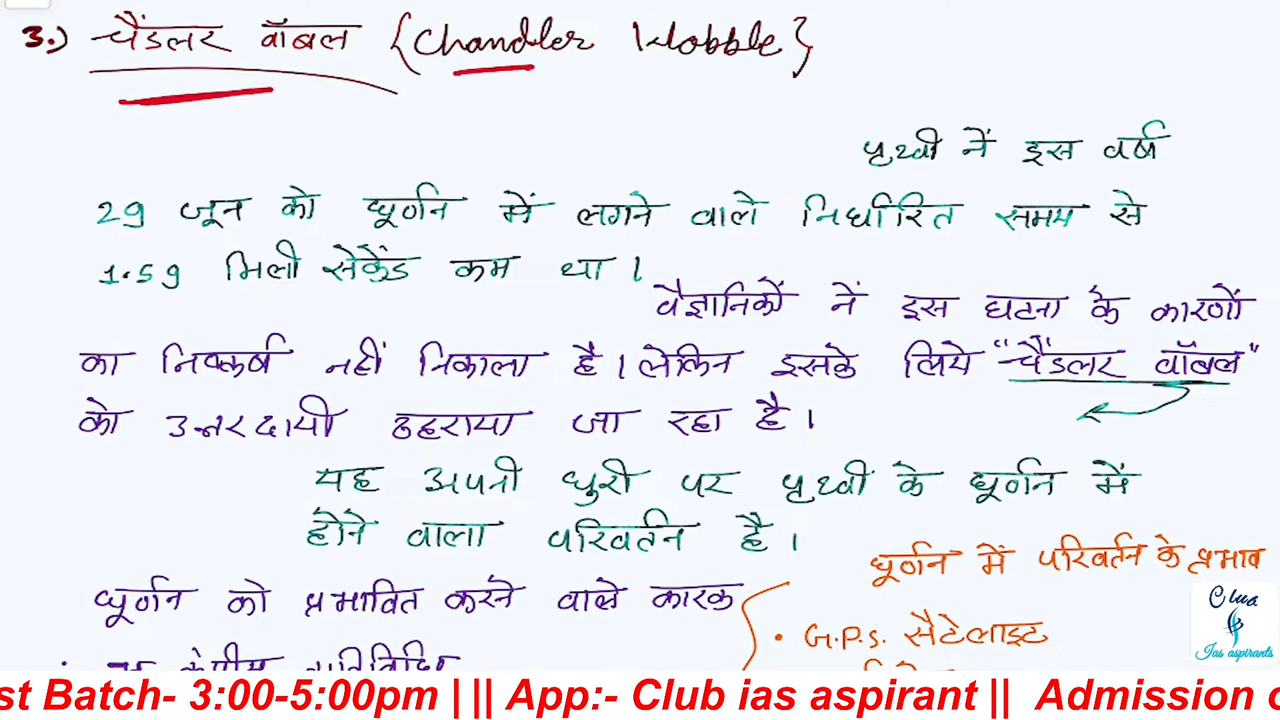 3.) चैंडलर वॉबल {Chandler Wobble}
पृथ्वी नें इस वर्ष
29 जून को घूर्णन में लगने वाले निर्धारित समय से
1.59 मिली सेकैंड कम था।
वैज्ञानिकों नें इस घटना के कारणों
का निष्कर्ष नहीं निकाला है। लेकिन इसके लिये "चैंडलर वॉबल"
को उत्तरदायी ठहराया जा रहा है।
यह अपनी धुरी पर पृथ्वी के घूर्णन में
होने वाला परिवर्तन है।
घूर्णन में परिवर्तन के प्रभाव
घूर्णन को प्रभावित करने वाले कारक
• G.P.S. सैटेलाइट
Clua
Ias aspirants
st Batch- 3:00-5:00pm | || App:- Club ias aspirant || Admission